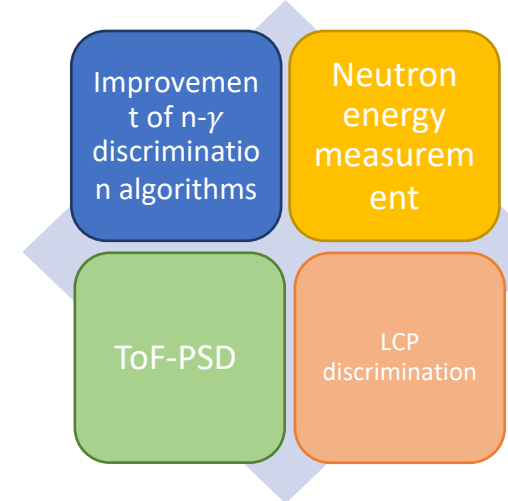 Improvemen
t of n-γ
discriminatio
n algorithms
Neutron
energy
measurem
ent
ToF-PSD
LCP
discrimination